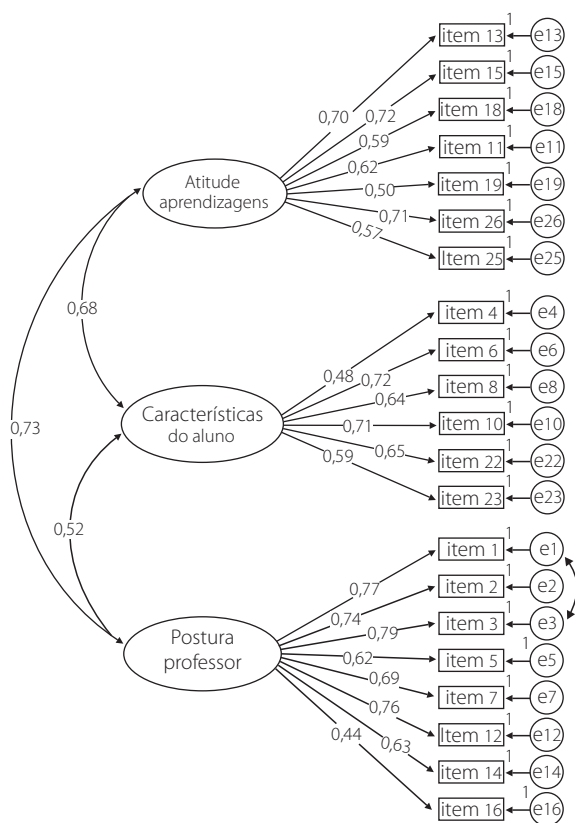 item 13
1
e13
item 15
1
e15
item 18
1
e18
item 11
1
e11
item 19
1
e19
item 26
1
e26
Item 25
1
e25
0,70
0,72
0,59
0,62
0,50
0,71
0,57
Atitude
aprendizagens
0,68
item 4
1
e4
item 6
1
e6
item 8
1
e8
item 10
1
e10
item 22
1
e22
item 23
1
e23
0,48
0,72
0,64
0,71
0,65
0,59
Características
do aluno
0,73
0,52
item 1
1
e1
item 2
1
e2
item 3
1
e3
item 5
1
e5
item 7
1
e7
Item 12
1
e12
item 14
1
e14
item 16
1
e16
0,77
0,74
0,79
0,62
0,69
0,76
0,63
0,44
Postura
professor